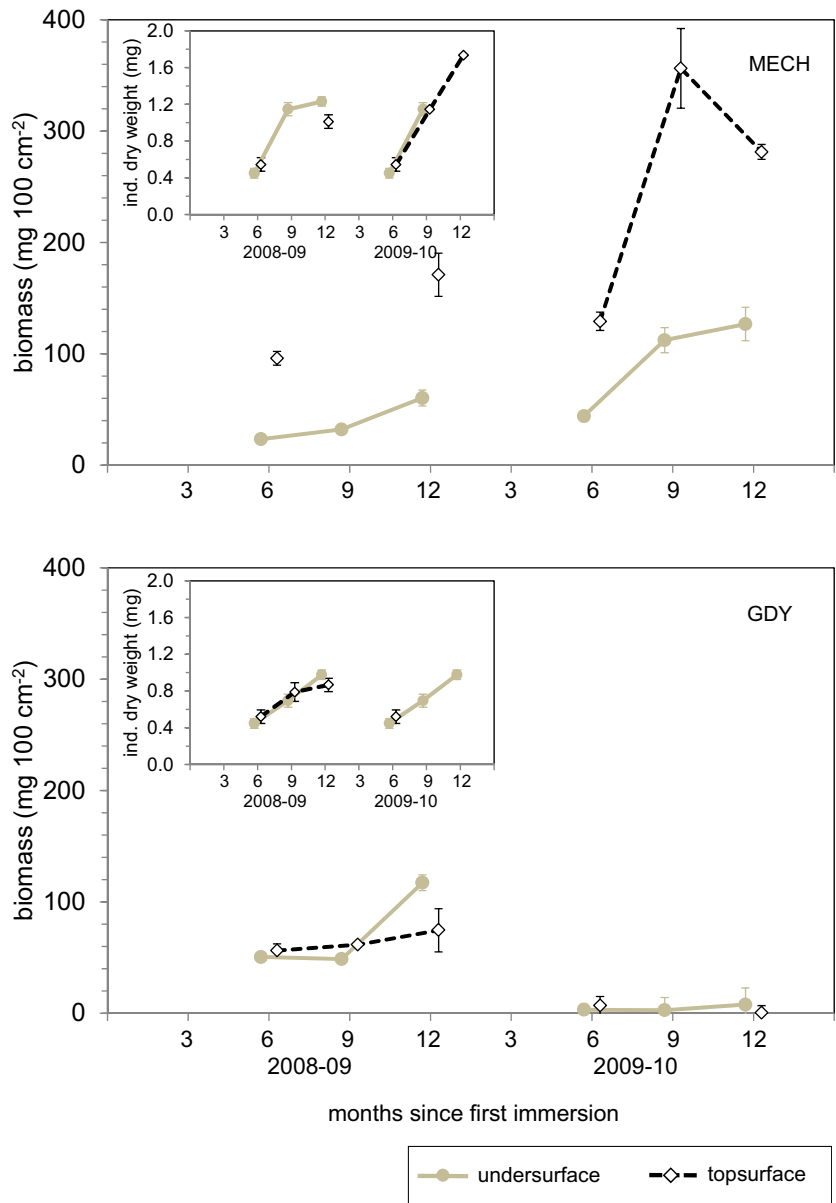 400
300
200
100
0
biomass (mg 100 cm-2)
MECH
2.0
1.6
1.2
0.8
0.4
0.0
ind. dry weight (mg)
3 6 9 12 3 6 9 12
2008-09 2009-10
3 6 9 12 3 6 9 12
400
300
200
100
0
biomass (mg 100 cm-2)
GDY
2.0
1.6
1.2
0.8
0.4
0.0
ind. dry weight (mg)
3 6 9 12 3 6 9 12
2008-09 2009-10
3 6 9 12 3 6 9 12
2008-09 2009-10
months since first immersion
undersurface topsurface